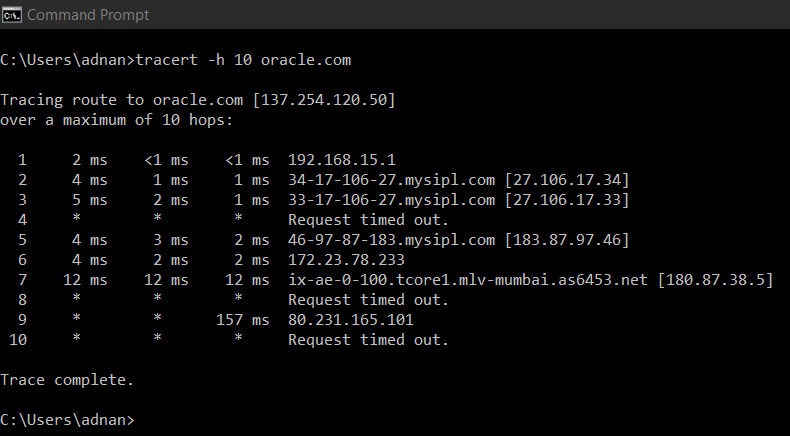 Command Prompt
C:\Users\adnan>tracert -h 10 oracle.com
Tracing route to oracle.com [137.254.120.50]
over a maximum of 10 hops:
1 2 ms <1 ms <1 ms 192.168.15.1
2 4 ms 1 ms 1 ms 34-17-106-27.mysipl.com [27.106.17.34]
3 5 ms 2 ms 1 ms 33-17-106-27.mysipl.com [27.106.17.33]
4 * * * Request timed out.
5 4 ms 3 ms 2 ms 46-97-87-183.mysipl.com [183.87.97.46]
6 4 ms 2 ms 2 ms 172.23.78.233
7 12 ms 12 ms 12 ms ix-ae-0-100.tcore1.mlv-mumbai.as6453.net [180.87.38.5]
8 * * * Request timed out.
9 * * 157 ms 80.231.165.101
10 * * * Request timed out.
Trace complete.
C:\Users\adnan>